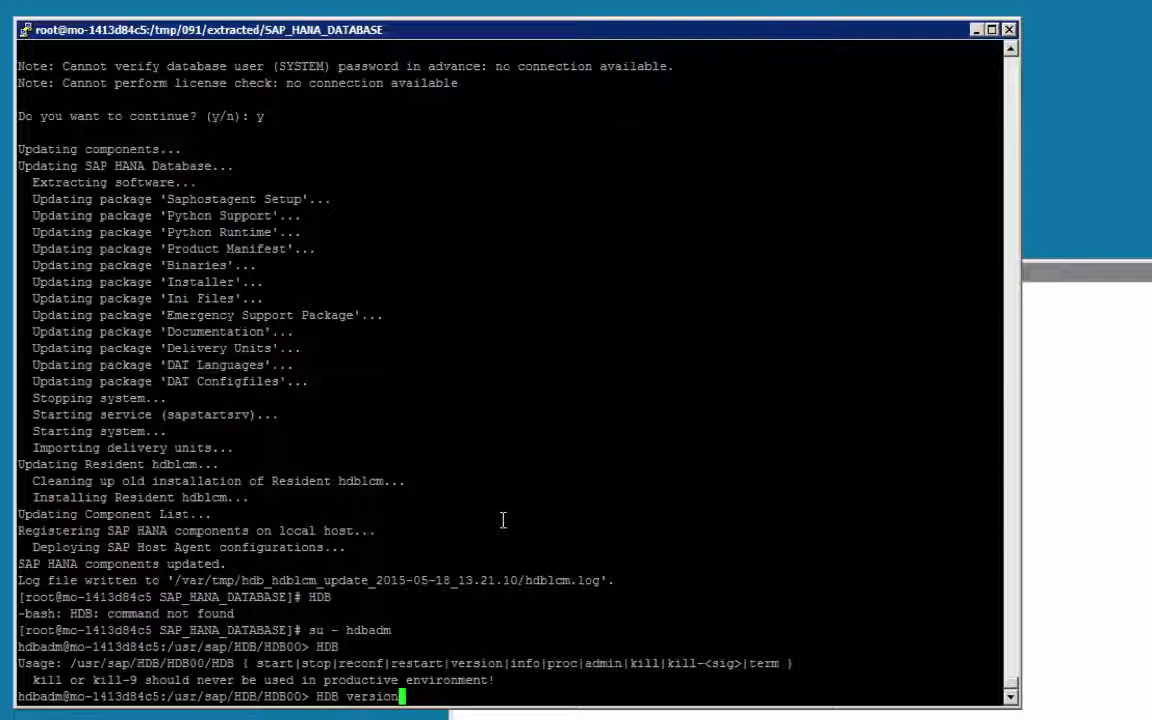 root@mo-1413d84c5:/tmp/091/extracted/SAP_HANA_DATABASE
Note: Cannot verify database user (SYSTEM) password in advance: no connection available.
Note: Cannot perform license check: no connection available
Do you want to continue? (y/n): y
Updating components...
Updating SAP HANA Database...
Extracting software...
Updating package 'Saphostagent Setup'...
Updating package 'Python Support'...
Updating package 'Python Runtime'...
Updating package 'Product Manifest'...
Updating package 'Binaries'...
Updating package 'Installer'...
Updating package 'Ini Files'...
Updating package 'Emergency Support Package'...
Updating package 'Documentation'...
Updating package 'Delivery Units'...
Updating package 'DAT Languages'...
Updating package 'DAT Configfiles'...
Stopping system...
Starting service (sapstartsrv)...
Starting system...
Importing delivery units...
Updating Resident hdblcm...
Cleaning up old installation of Resident hdblcm...
Installing Resident hdblcm...
Updating Component List...
Registering SAP HANA components on local host...
Deploying SAP Host Agent configurations...
SAP HANA components updated.
Log file written to '/var/tmp/hdb_hdblcm_update_2015-05-18_13.21.10/hdblcm.log'.
[root@mo-1413d84c5 SAP_HANA_DATABASE]# HDB
-bash: HDB: command not found
[root@mo-1413d84c5 SAP_HANA_DATABASE]# su - hdbadm
hdbadm@mo-1413d84c5:/usr/sap/HDB/HDB00> HDB
Usage: /usr/sap/HDB/HDB00/HDB { start|stop|reconf|restart|version|info|proc|admin|kill|kill-<sig>|term }
kill or kill-9 should never be used in productive environment!
hdbadm@mo-1413d84c5:/usr/sap/HDB/HDB00> HDB version